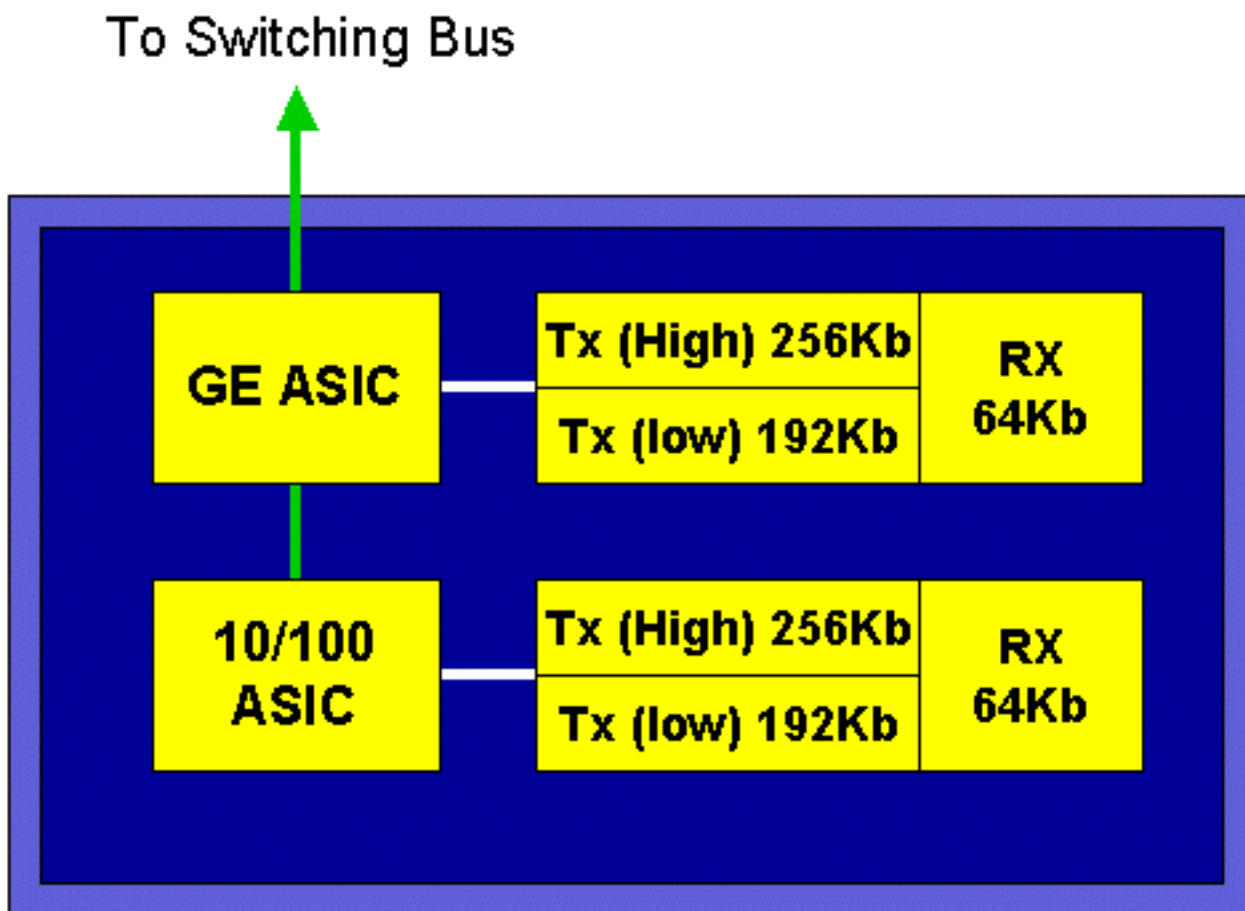 To Switching Bus
GE ASIC
Tx (High) 256Kb
Tx (low) 192Kb
RX
64Kb
10/100
ASIC
Tx (High) 256Kb
Tx (low) 192Kb
RX
64Kb